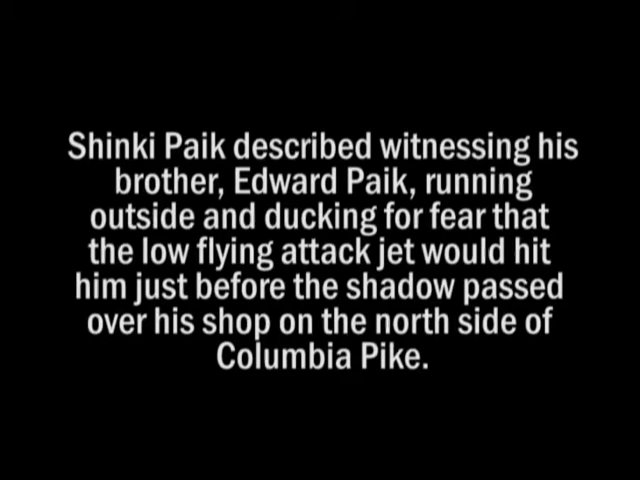 Shinki Paik described witnessing his
brother, Edward Paik, running
outside and ducking for fear that
the low flying attack jet would hit
him just before the shadow passed
over his shop on the north side of
Columbia Pike.